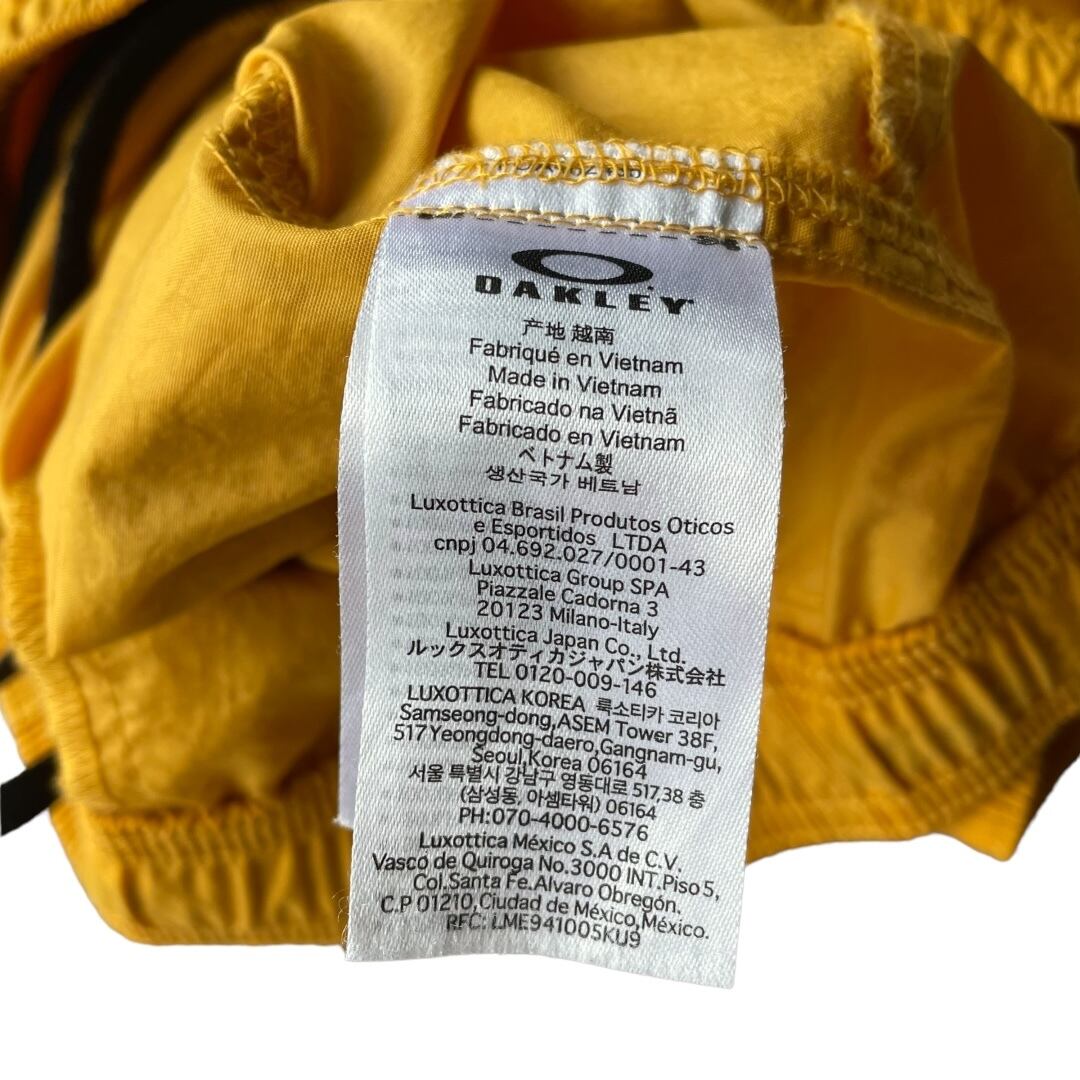 OAKLEY
产地 越南
Fabriqué en Vietnam
Made in Vietnam
Fabricado na Vietnã
Fabricado en Vietnam
ベトナム製
생산국가 베트남
Luxottica Brasil Produtos Oticos
e Esportidos LTDA
cnpj 04.692.027/0001-43
Luxottica Group SPA
Piazzale Cadorna 3
20123 Milano-Italy
Luxottica Japan Co., Ltd.
ルックスオティカジャパン株式会社
TEL 0120-009-146
LUXOTTICA KOREA 룩소티카 코리아
Samseong-dong,ASEM Tower 38F,
517Yeongdong-daero,Gangnam-gu,
Seoul,Korea 06164
서울 특별시 강남구 영동대로 517,38 층
(삼성동, 아셈타워) 06164
PH:070-4000-6576
Luxottica México S.A de C.V.
Vasco de Quiroga No.3000 INT.Piso 5,
Col.Santa Fe.Alvaro Obregón.
C.P 01210,Ciudad de México,México.
RFC: LME941005KU9